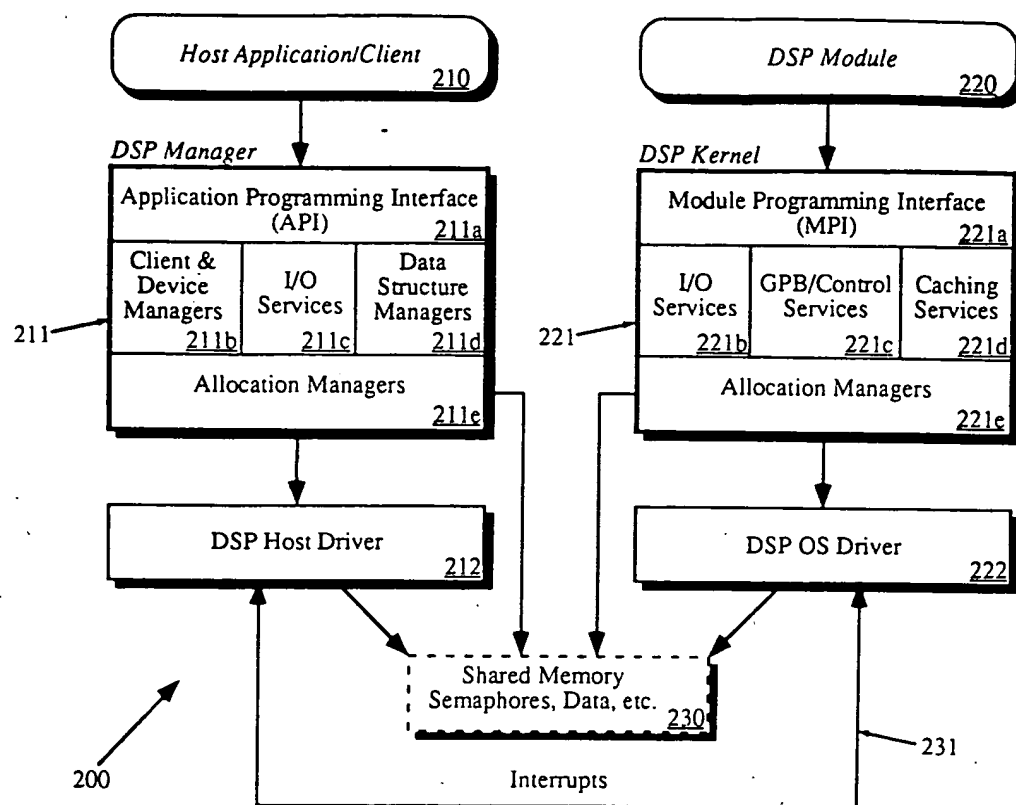 Host Application/Client
210
DSP Module
220
DSP Manager
Application Programming Interface
(API)
211a
Client &
Device
Managers
211b
I/O
Services
211c
Data
Structure
Managers
211d
Allocation Managers
211e
211
DSP Kernel
Module Programming Interface
(MPI)
221a
I/O
Services
221b
GPB/Control
Services
221c
Caching
Services
221d
Allocation Managers
221e
221
DSP Host Driver
212
DSP OS Driver
222
Shared Memory
Semaphores, Data, etc.
230
231
200
Interrupts